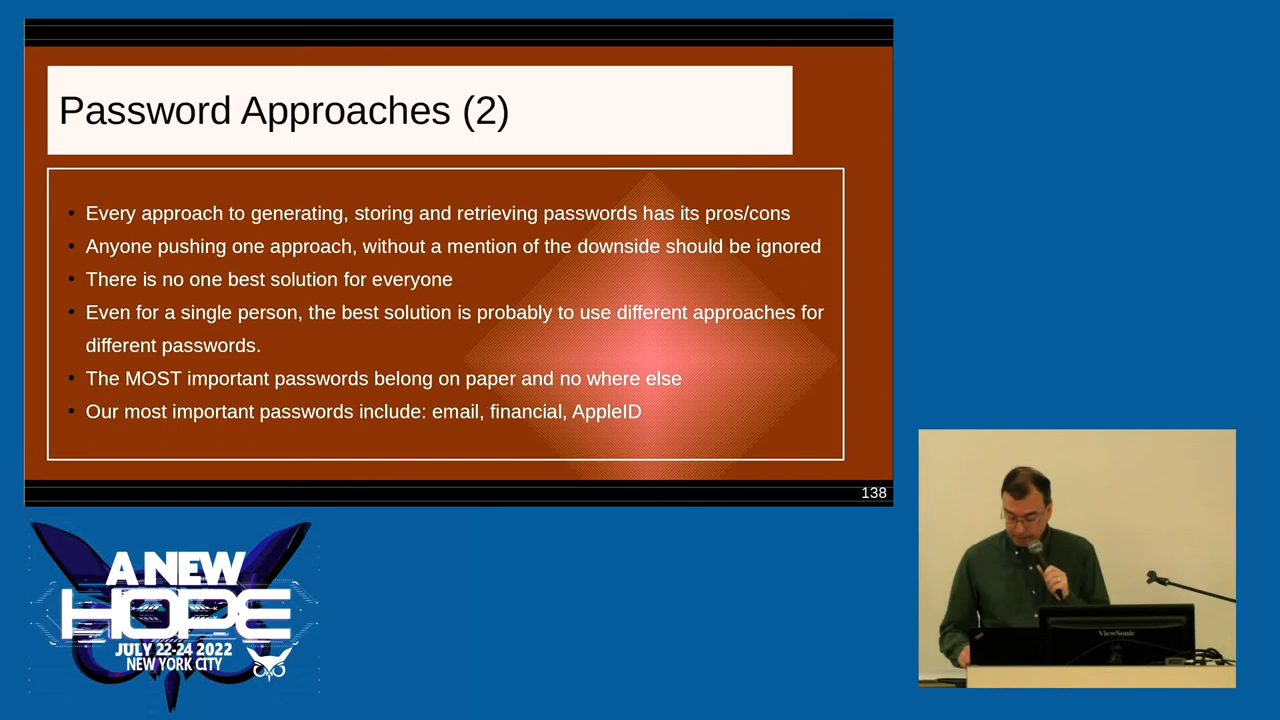 Password Approaches (2)
• Every approach to generating, storing and retrieving passwords has its pros/cons
• Anyone pushing one approach, without a mention of the downside should be ignored
• There is no one best solution for everyone
• Even for a single person, the best solution is probably to use different approaches for
different passwords.
• The MOST important passwords belong on paper and no where else
• Our most important passwords include: email, financial, AppleID
138
A NEW
HOPE
JULY 22-24 2022
NEW YORK CITY
ViewSonic